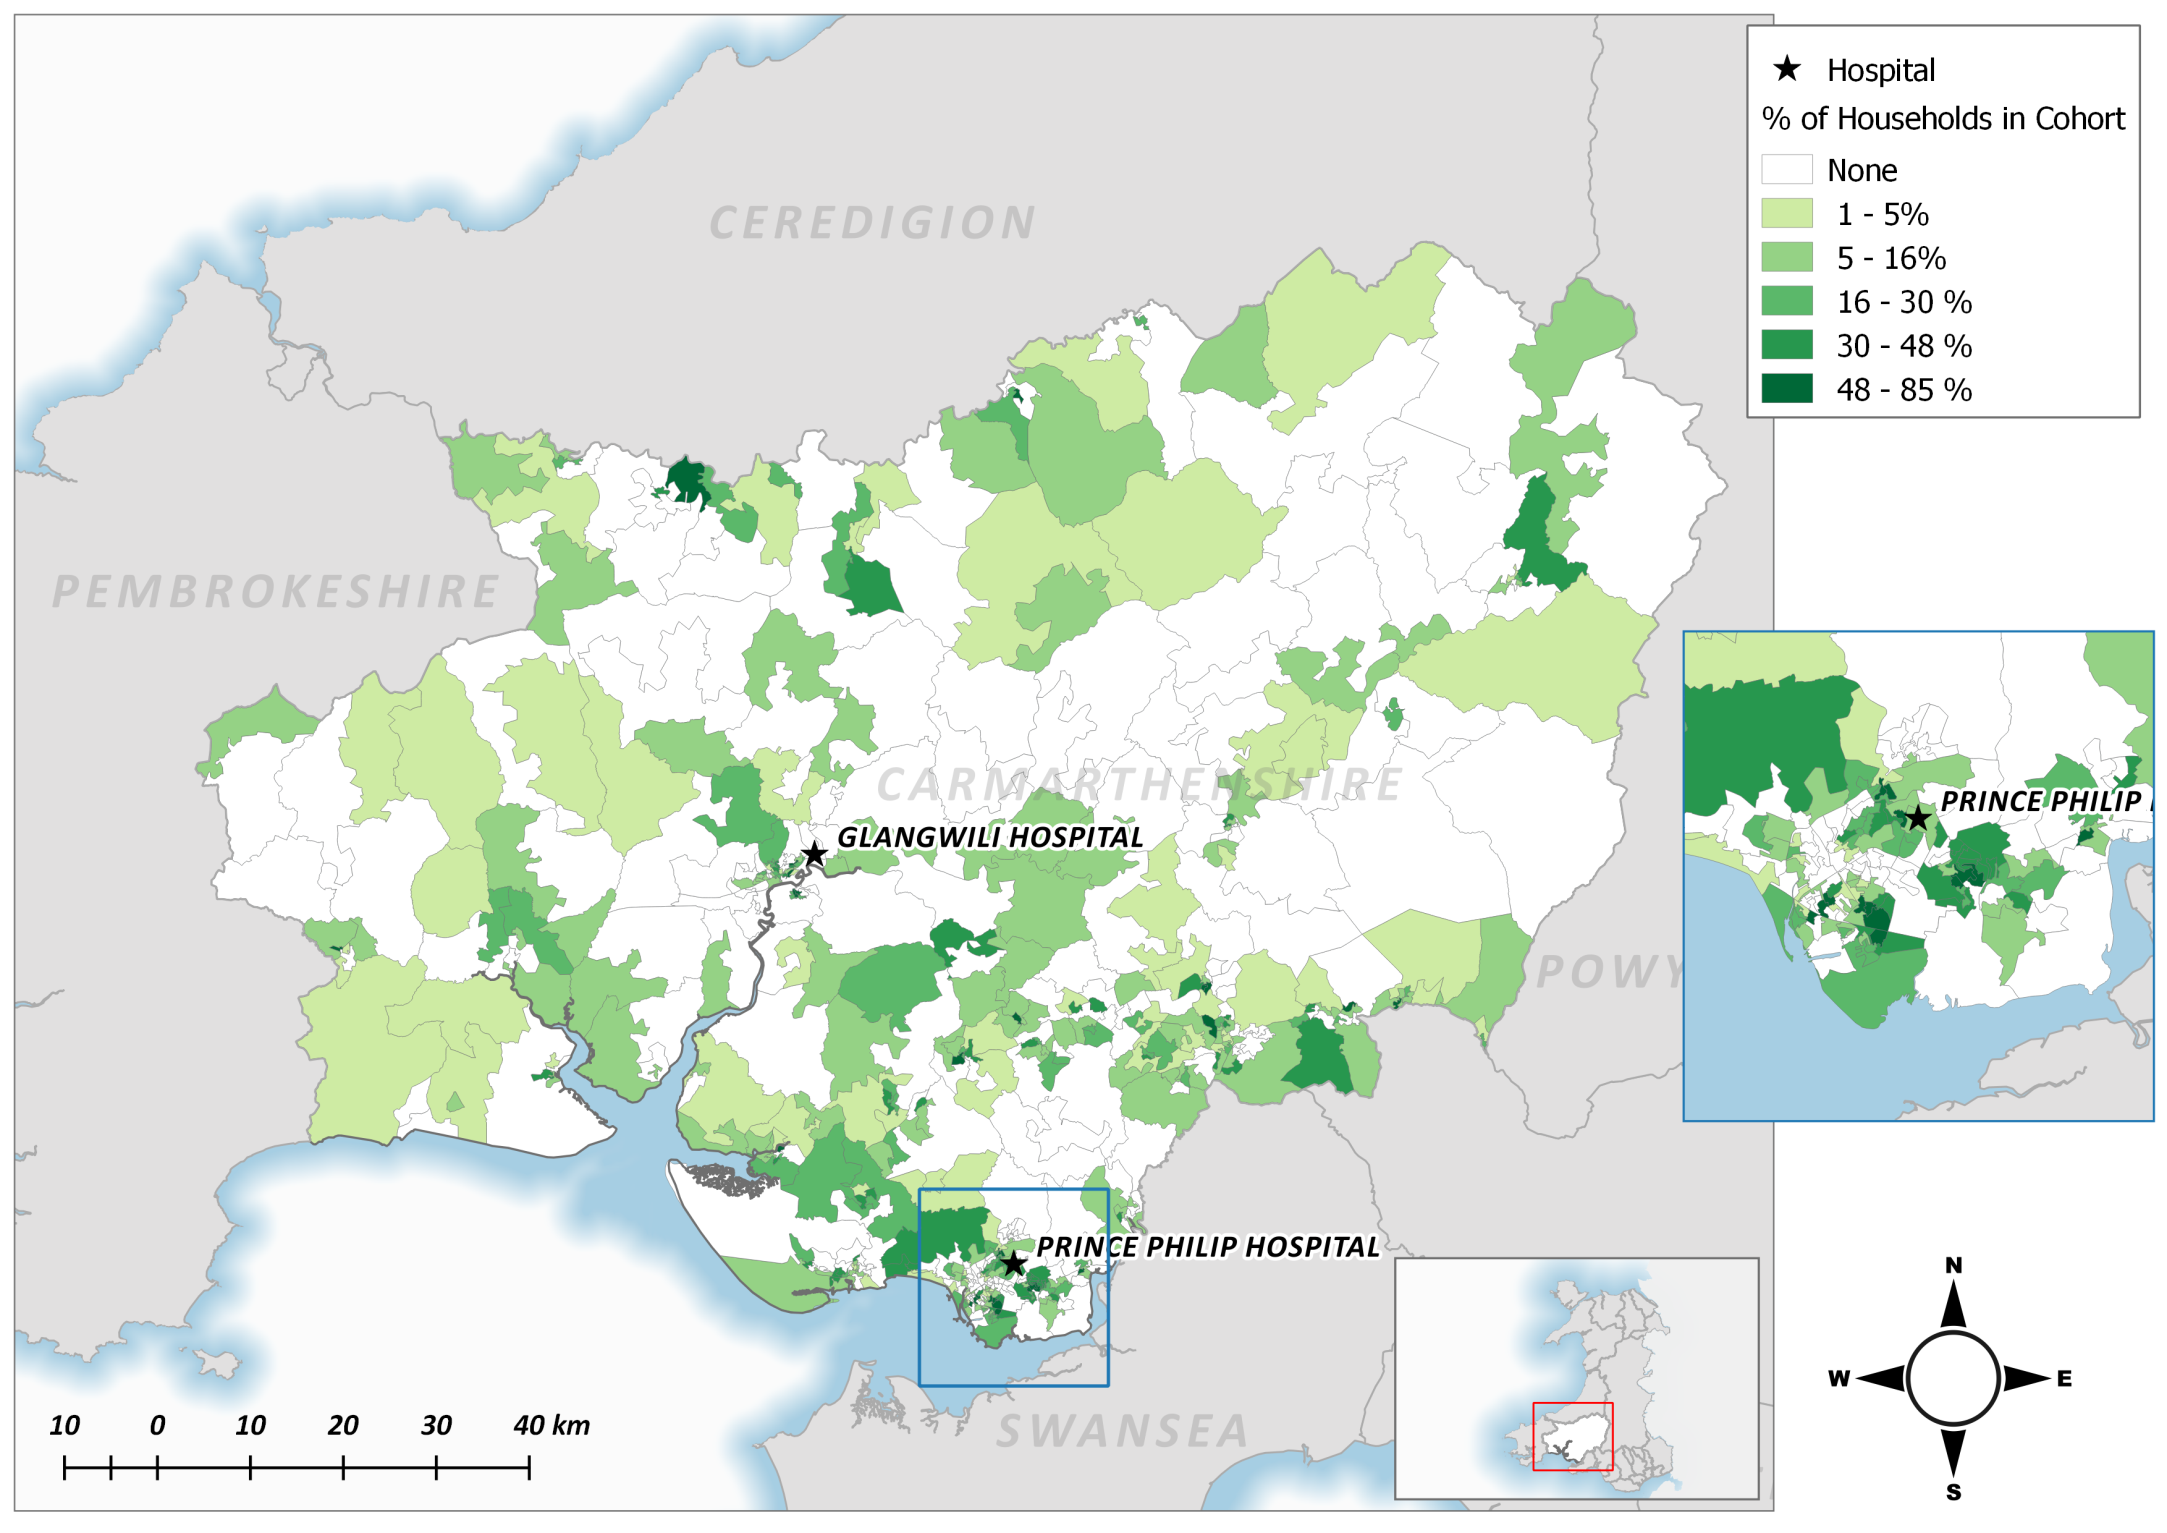 Hospital
% of Households in Cohort
None
1 - 5%
5 - 16%
16 - 30 %
30 - 48 %
48 - 85 %
CEREDIGION
PEMBROKESHIRE
CARMARTHENSHIRE
GLANGWILI HOSPITAL
PRINCE PHILIP
POWY
PRINCE PHILIP HOSPITAL
SWANSEA
10 0 10 20 30 40 km
N
W E
S